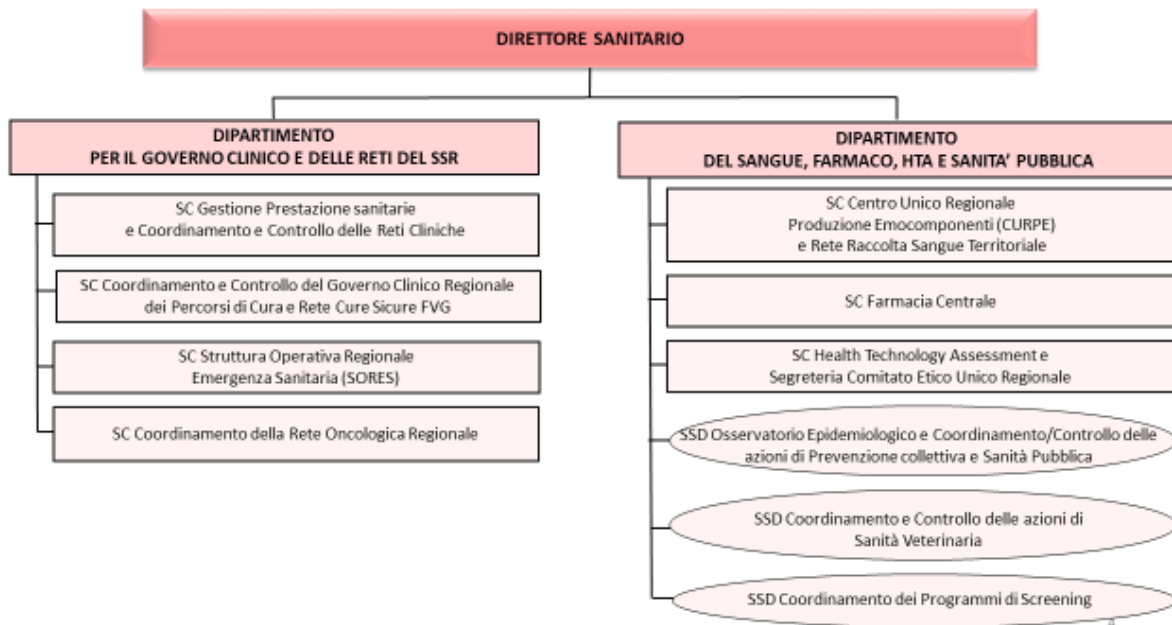 DIRETTORE SANITARIO
DIPARTIMENTO
PER IL GOVERNO CLINICO E DELLE RETI DEL SSR
SC Gestione Prestazione sanitarie
e Coordinamento e Controllo delle Reti Cliniche
SC Coordinamento e Controllo del Governo Clinico Regionale
dei Percorsi di Cura e Rete Cure Sicure FVG
SC Struttura Operativa Regionale
Emergenza Sanitaria (SORES)
SC Coordinamento della Rete Oncologica Regionale
DIPARTIMENTO
DEL SANGUE, FARMACO, HTA E SANITA’ PUBBLICA
SC Centro Unico Regionale
Produzione Emocomponenti (CURPE)
e Rete Raccolta Sangue Territoriale
SC Farmacia Centrale
SC Health Technology Assessment e
Segreteria Comitato Etico Unico Regionale
SSD Osservatorio Epidemiologico e Coordinamento/Controllo delle
azioni di Prevenzione collettiva e Sanità Pubblica
SSD Coordinamento e Controllo delle azioni di
Sanità Veterinaria
SSD Coordinamento dei Programmi di Screening